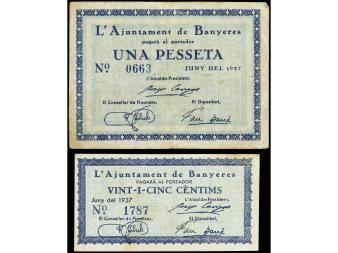 L'Ajuntament de Banyeres
pagarà al portador
UNA PESSETA
Nº 0663 JUNY DEL 1937
L'Alcalde-President,
El Conseller de Finances, El Dipositari,
L'Ajuntament de Banyeres
PAGARÀ AL PORTADOR
VINT-I-CINC CÈNTIMS
Juny del 1937 L'Alcalde-President,
Nº 1787
El Conseller de Finances, El Dipositari,